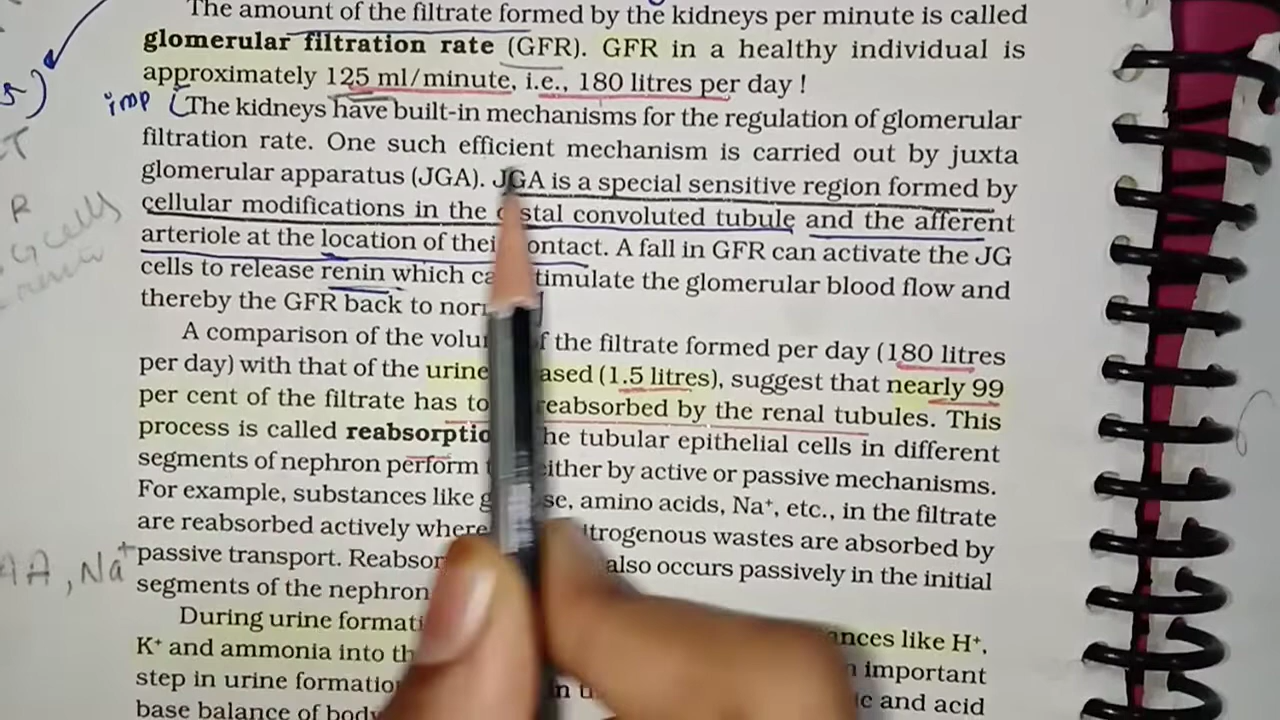 The amount of the filtrate formed by the kidneys per minute is called
glomerular filtration rate (GFR). GFR in a healthy individual is
approximately 125 ml/minute, i.e., 180 litres per day !
imp [The kidneys have built-in mechanisms for the regulation of glomerular
filtration rate. One such efficient mechanism is carried out by juxta
glomerular apparatus (JGA). JGA is a special sensitive region formed by
cellular modifications in the stal convoluted tubule and the afferent
arteriole at the location of thei ontact. A fall in GFR can activate the JG
cells to release renin which ca timulate the glomerular blood flow and
thereby the GFR back to nor ]
A comparison of the volu f the filtrate formed per day (180 litres
per day) with that of the urine ased (1.5 litres), suggest that nearly 99
per cent of the filtrate has to reabsorbed by the renal tubules. This
process is called reabsorptio he tubular epithelial cells in different
segments of nephron perform either by active or passive mechanisms.
For example, substances like g se, amino acids, Na⁺, etc., in the filtrate
are reabsorbed actively where itrogenous wastes are absorbed by
passive transport. Reabsor also occurs passively in the initial
segments of the nephron
During urine formati ances like H⁺,
K⁺ and ammonia into th n important
step in urine formatio c and acid
base balance of body
R
G cells
AA, Na⁺